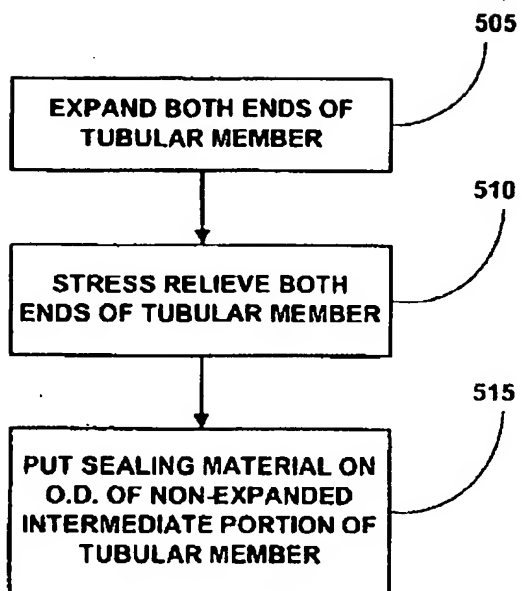 505
EXPAND BOTH ENDS OF
TUBULAR MEMBER
510
STRESS RELIEVE BOTH
ENDS OF TUBULAR MEMBER
515
PUT SEALING MATERIAL ON
O.D. OF NON-EXPANDED
INTERMEDIATE PORTION OF
TUBULAR MEMBER